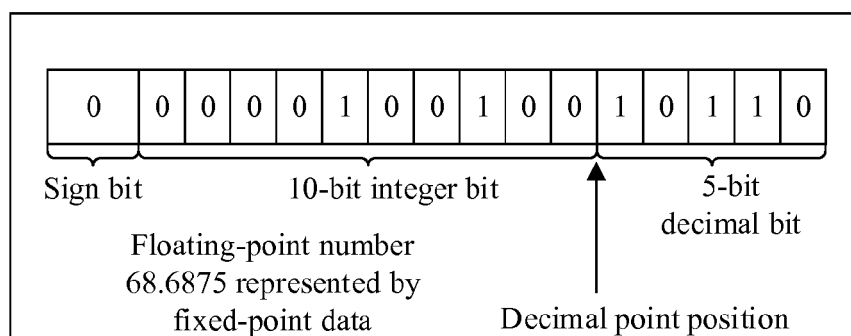 0 0 0 0 0 1 0 0 1 0 0 1 0 1 1 0
Sign bit
10-bit integer bit
5-bit
decimal bit
Floating-point number
68.6875 represented by
fixed-point data
Decimal point position